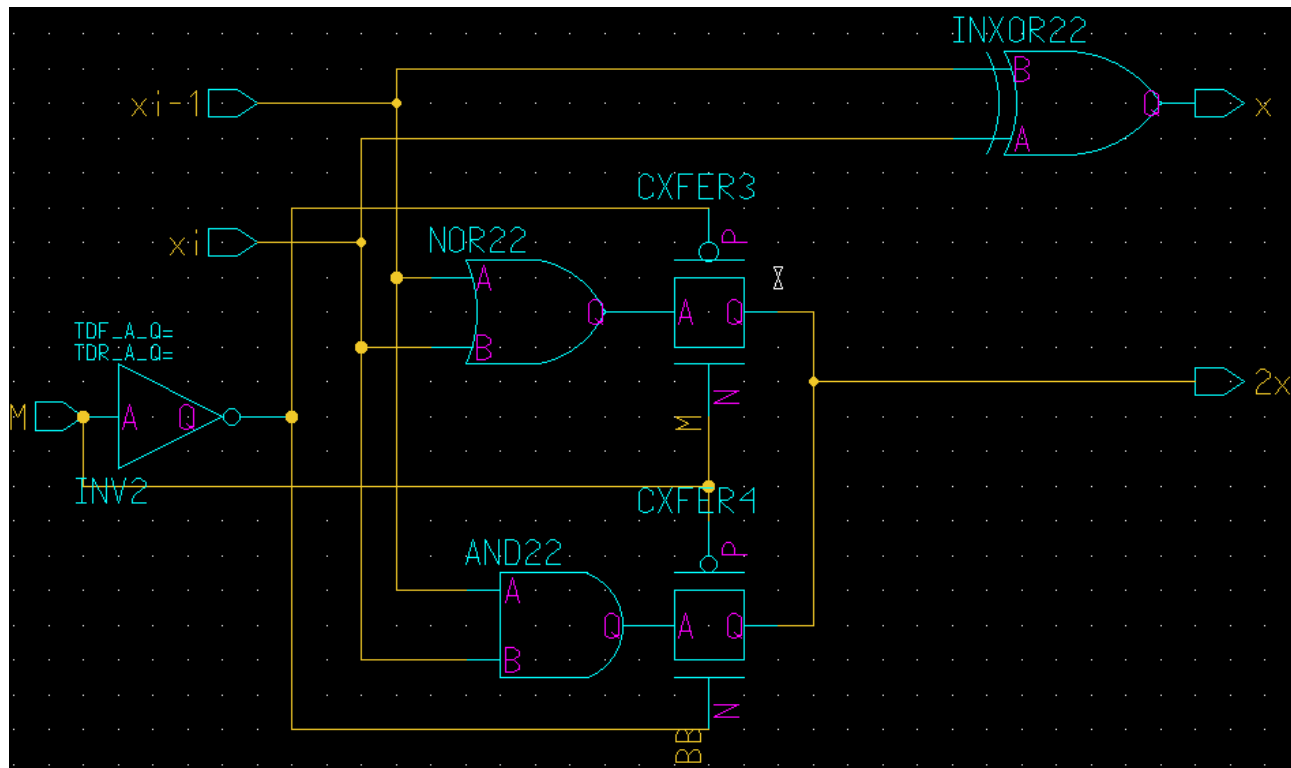 INXOR22
B
xi-1
Q
x
A
CXFER3
P
xi
NOR22
A
Q
A
Q
B
TDF_A_Q=
TDR_A_Q=
2x
N
M
A
Q
M
INV2
CXFER4
AND22
P
A
Q
A
Q
B
N
BB